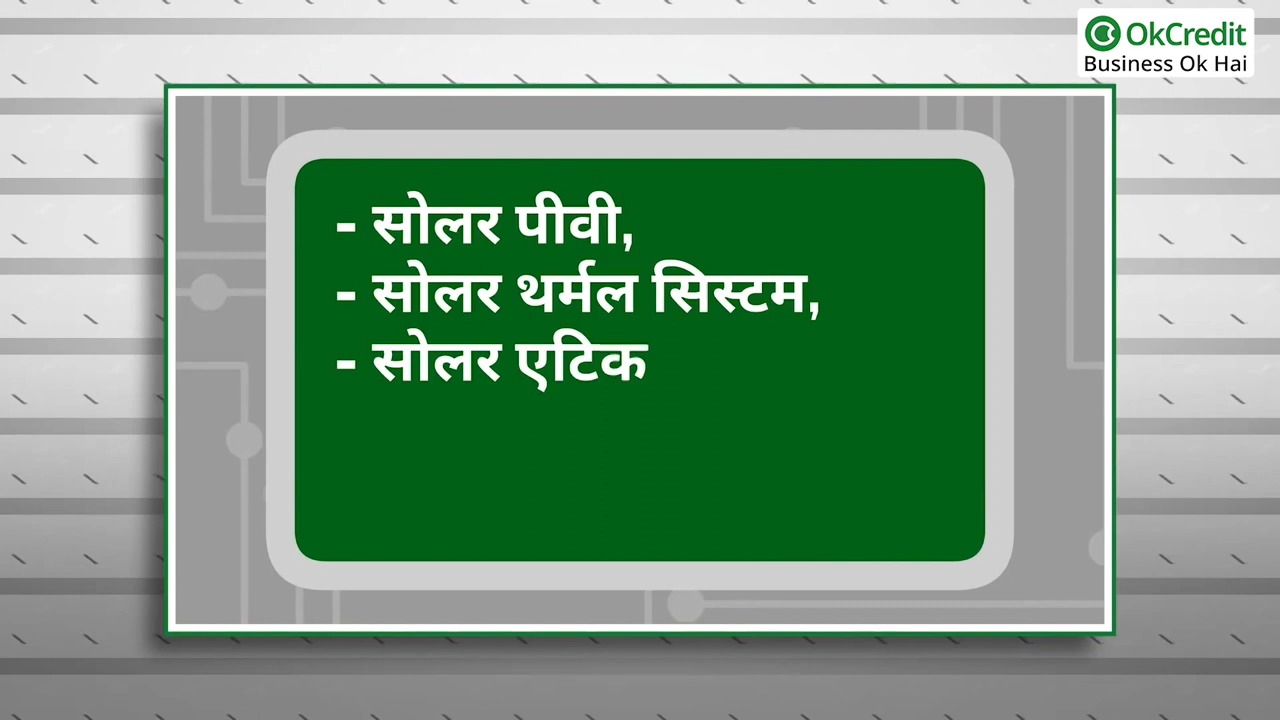 OkCredit
Business Ok Hai
- सोलर पीवी,
- सोलर थर्मल सिस्टम,
- सोलर एटिक